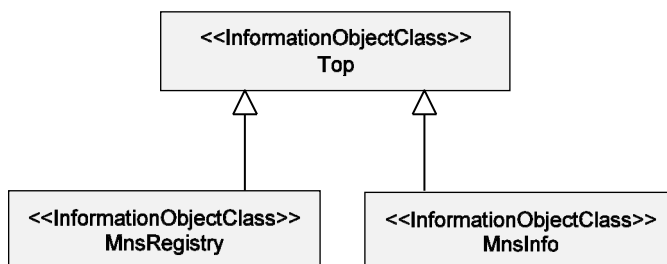 <<InformationObjectClass>>
Top
<<InformationObjectClass>>
MnsRegistry
<<InformationObjectClass>>
MnsInfo